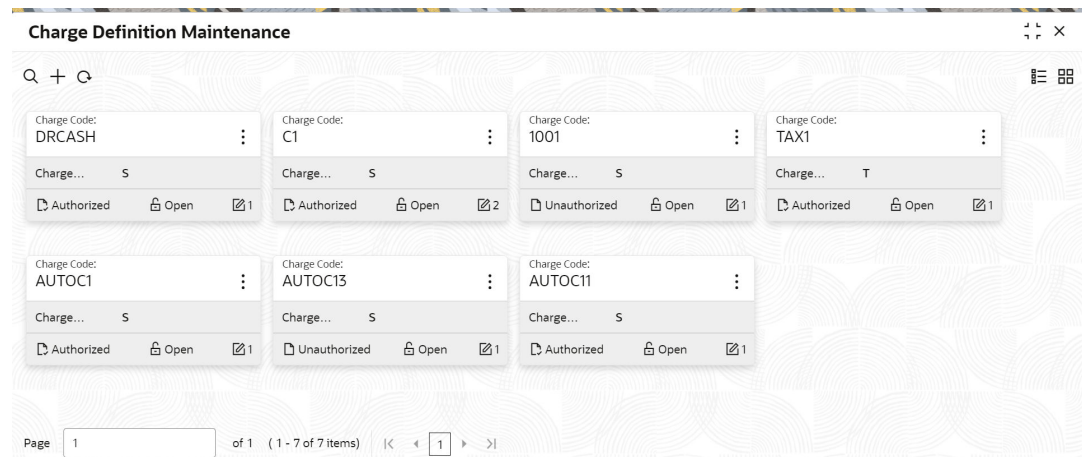 Charge Definition Maintenance
Charge Code:
DRCASH
Charge... S
Authorized Open 1
Charge Code:
C1
Charge... S
Authorized Open 2
Charge Code:
1001
Charge... S
Unauthorized Open 1
Charge Code:
TAX1
Charge... T
Authorized Open 1
Charge Code:
AUTOC1
Charge... S
Authorized Open 1
Charge Code:
AUTOC13
Charge... S
Unauthorized Open 1
Charge Code:
AUTOC11
Charge... S
Authorized Open 1
Page 1 of 1 ( 1 - 7 of 7 items) 1